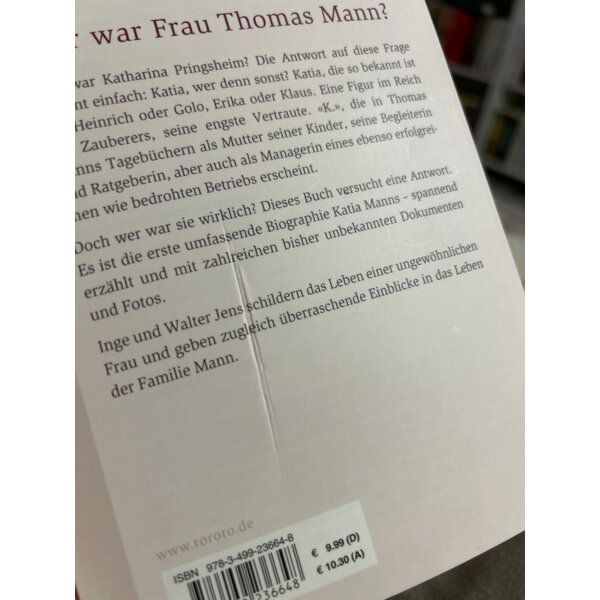 r war Frau Thomas Mann?
war Katharina Pringsheim? Die Antwort auf diese Frage
nt einfach: Katia, wer denn sonst? Katia, die so bekannt ist
Heinrich oder Golo, Erika oder Klaus. Eine Figur im Reich
Zauberers, seine engste Vertraute. «K.», die in Thomas
nns Tagebüchern als Mutter seiner Kinder, seine Begleiterin
d Ratgeberin, aber auch als Managerin eines ebenso erfolgrei-
hen wie bedrohten Betriebs erscheint.
Doch wer war sie wirklich? Dieses Buch versucht eine Antwort.
Es ist die erste umfassende Biographie Katia Manns – spannend
erzählt und mit zahlreichen bisher unbekannten Dokumenten
und Fotos.
Inge und Walter Jens schildern das Leben einer ungewöhnlichen
Frau und geben zugleich überraschende Einblicke in das Leben
der Familie Mann.
www.rororo.de
ISBN 978-3-499-23664-8
€ 9.99 (D)
€ 10.30 (A)
236648